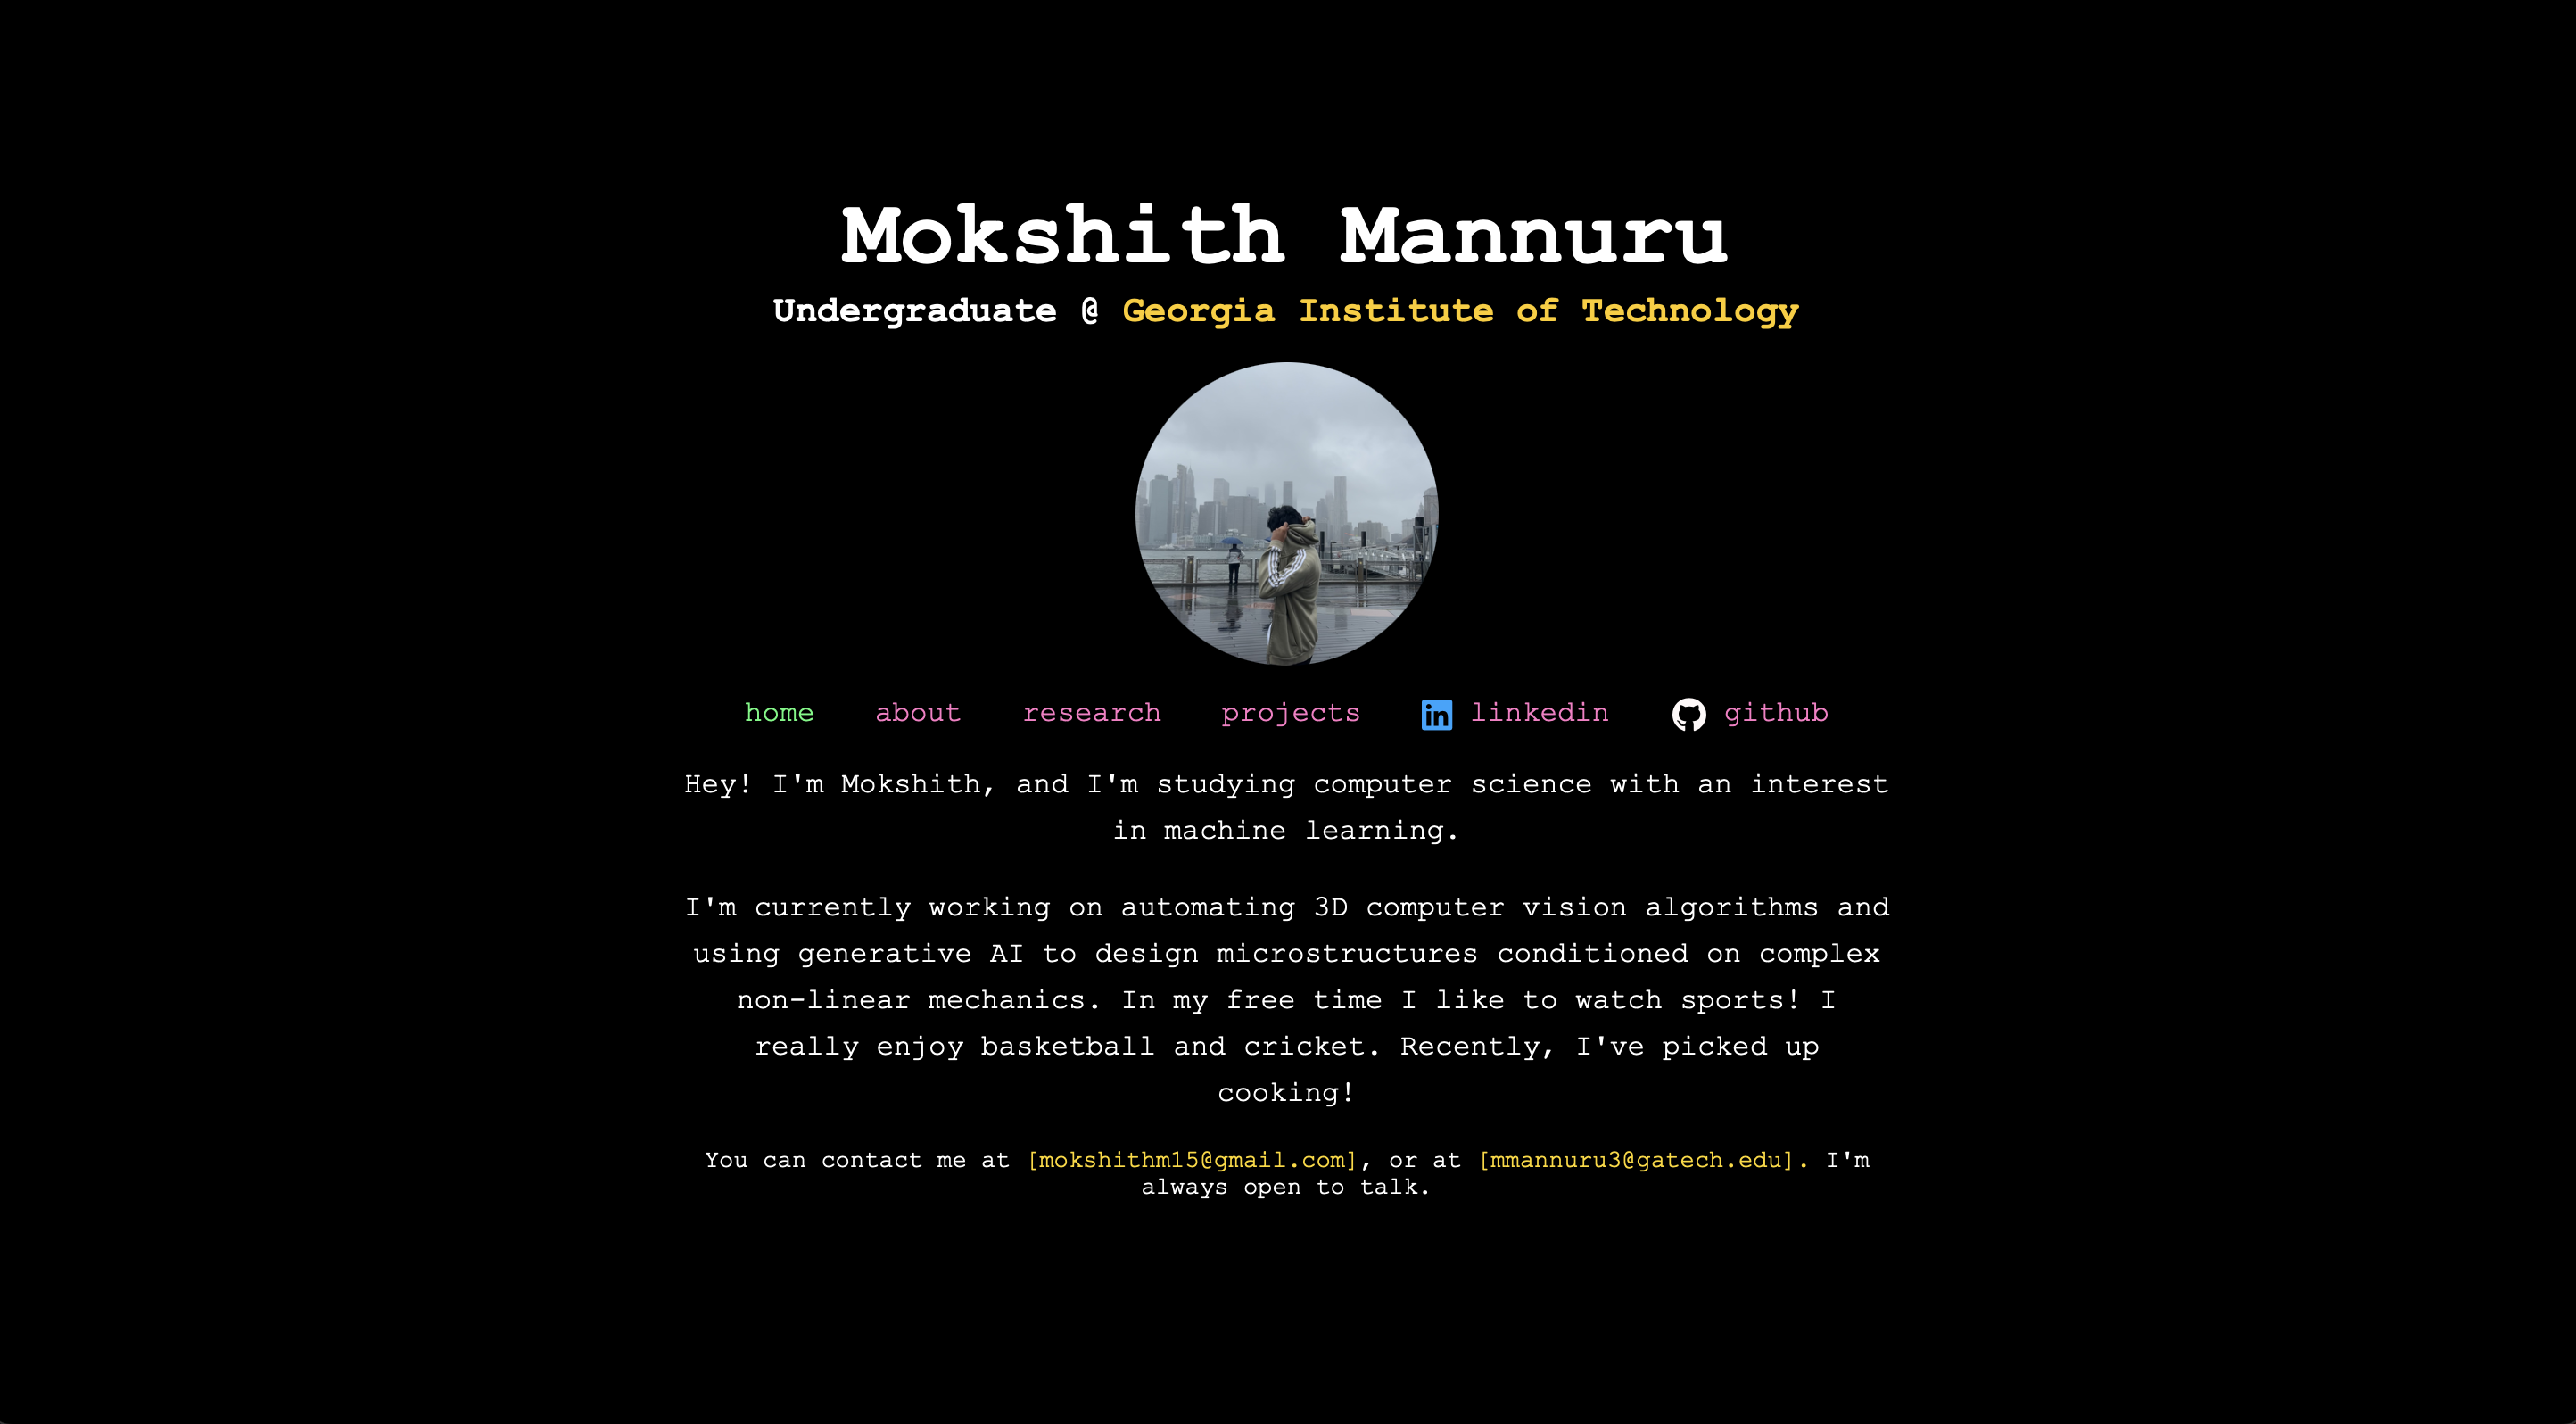 Mokshith Mannuru
Undergraduate @ Georgia Institute of Technology
home about research projects in linkedin github
Hey! I'm Mokshith, and I'm studying computer science with an interest
in machine learning.
I'm currently working on automating 3D computer vision algorithms and
using generative AI to design microstructures conditioned on complex
non-linear mechanics. In my free time I like to watch sports! I
really enjoy basketball and cricket. Recently, I've picked up
cooking!
You can contact me at [mokshithm15@gmail.com], or at [mmannuru3@gatech.edu]. I'm
always open to talk.